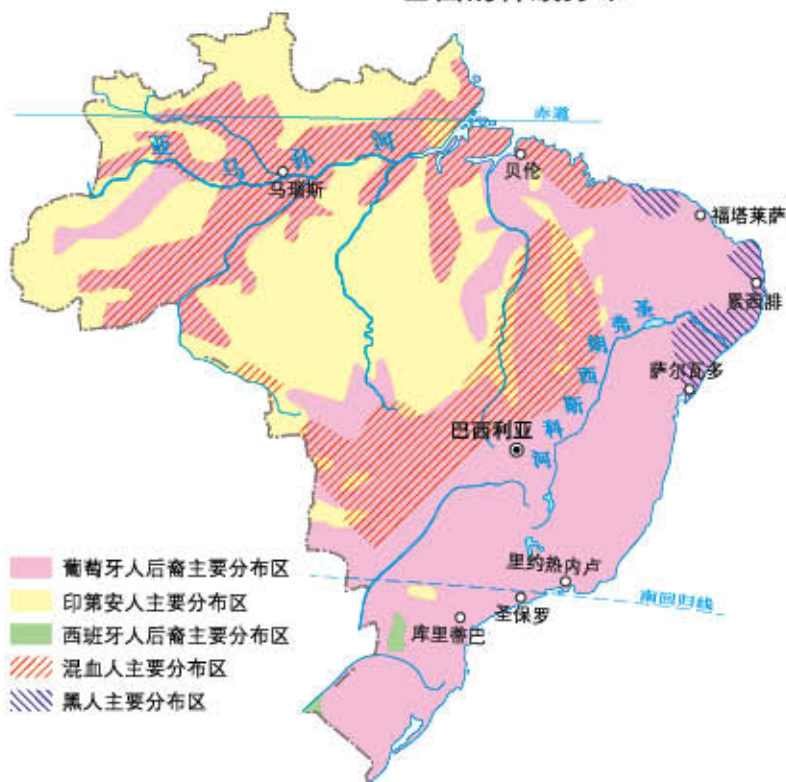 赤道
亚马孙河
贝伦
马瑙斯
福塔莱萨
累西腓
圣弗朗西斯科河
萨尔瓦多
巴西利亚
里约热内卢
南回归线
圣保罗
库里蒂巴
葡萄牙人后裔主要分布区
印第安人主要分布区
西班牙人后裔主要分布区
混血人主要分布区
黑人主要分布区